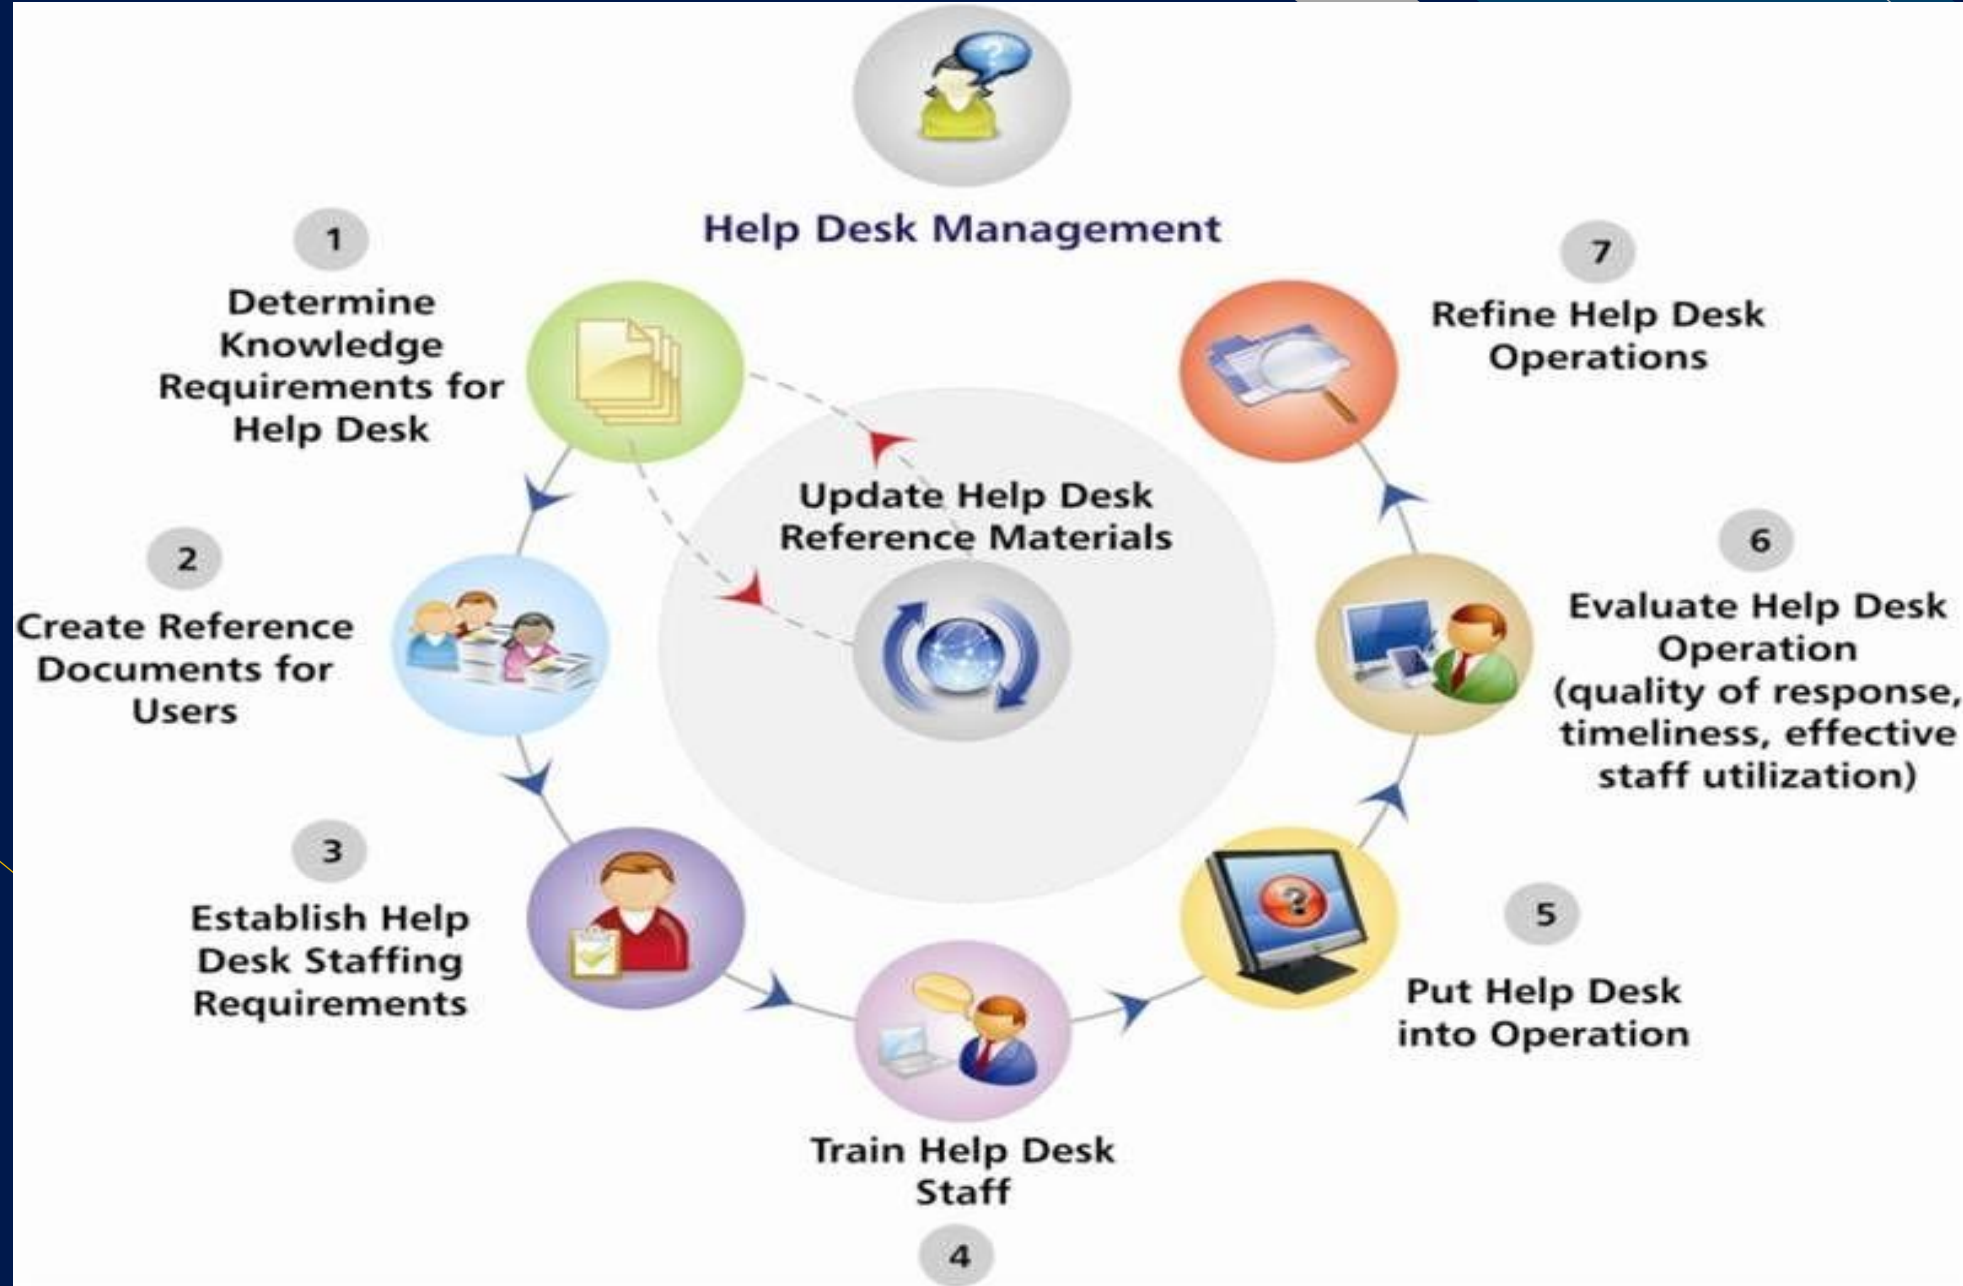 ?
Help Desk Management
1
Determine
Knowledge
Requirements for
Help Desk
2
Create Reference
Documents for
Users
3
Establish Help
Desk Staffing
Requirements
Train Help Desk
Staff
4
?
5
Put Help Desk
into Operation
6
Evaluate Help Desk
Operation
(quality of response,
timeliness, effective
staff utilization)
7
Refine Help Desk
Operations
Update Help Desk
Reference Materials